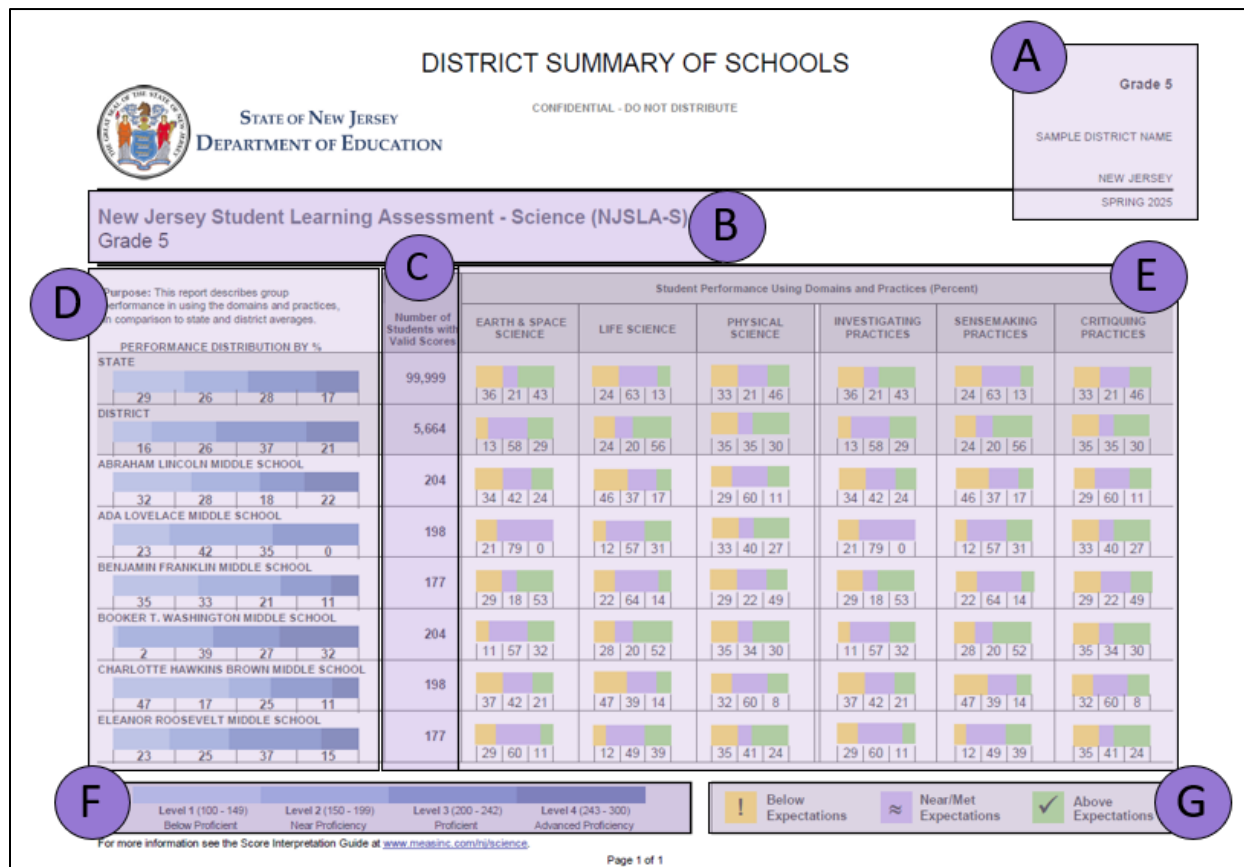 DISTRICT SUMMARY OF SCHOOLS
A
Grade 5
CONFIDENTIAL - DO NOT DISTRIBUTE
THE GREAT SEAL OF THE STATE OF NEW JERSEY
STATE OF NEW JERSEY
DEPARTMENT OF EDUCATION
SAMPLE DISTRICT NAME
NEW JERSEY
SPRING 2025
New Jersey Student Learning Assessment - Science (NJSLA-S)
Grade 5
B
C
D
E
Purpose: This report describes group
performance in using the domains and practices,
in comparison to state and district averages.
PERFORMANCE DISTRIBUTION BY %
Number of
Students with
Valid Scores
Student Performance Using Domains and Practices (Percent)
EARTH & SPACE
SCIENCE
LIFE SCIENCE
PHYSICAL
SCIENCE
INVESTIGATING
PRACTICES
SENSEMAKING
PRACTICES
CRITIQUING
PRACTICES
STATE
99,999
29 26 28 17
36 21 43 24 63 13 33 21 46 36 21 43 24 63 13 33 21 46
DISTRICT
5,664
16 26 37 21
13 58 29 24 20 56 35 35 30 13 58 29 24 20 56 35 35 30
ABRAHAM LINCOLN MIDDLE SCHOOL
204
32 28 18 22
34 42 24 46 37 17 29 60 11 34 42 24 46 37 17 29 60 11
ADA LOVELACE MIDDLE SCHOOL
198
23 42 35 0
21 79 0 12 57 31 33 40 27 21 79 0 12 57 31 33 40 27
BENJAMIN FRANKLIN MIDDLE SCHOOL
177
35 33 21 11
29 18 53 22 64 14 29 22 49 29 18 53 22 64 14 29 22 49
BOOKER T. WASHINGTON MIDDLE SCHOOL
204
2 39 27 32
11 57 32 28 20 52 35 34 30 11 57 32 28 20 52 35 34 30
CHARLOTTE HAWKINS BROWN MIDDLE SCHOOL
198
47 17 25 11
37 42 21 47 39 14 32 60 8 37 42 21 47 39 14 32 60 8
ELEANOR ROOSEVELT MIDDLE SCHOOL
177
23 25 37 15
29 60 11 12 49 39 35 41 24 29 60 11 12 49 39 35 41 24
F
Level 1 (100 - 149) Level 2 (150 - 199) Level 3 (200 - 242) Level 4 (243 - 300)
Below Proficient Near Proficiency Proficient Advanced Proficiency
! Below
Expectations
≈ Near/Met
Expectations
✓ Above
Expectations
G
For more information see the Score Interpretation Guide at www.measinc.com/nj/science.
Page 1 of 1